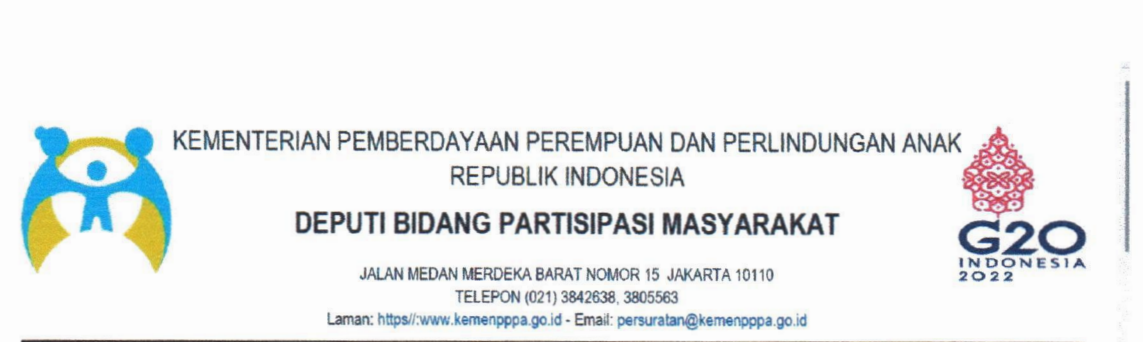 KEMENTERIAN PEMBERDAYAAN PEREMPUAN DAN PERLINDUNGAN ANAK
REPUBLIK INDONESIA
DEPUTI BIDANG PARTISIPASI MASYARAKAT
JALAN MEDAN MERDEKA BARAT NOMOR 15 JAKARTA 10110
TELEPON (021) 3842638, 3805563
Laman: https//:www.kemenpppa.go.id - Email: persuratan@kemenpppa.go.id
G20
INDONESIA
2022